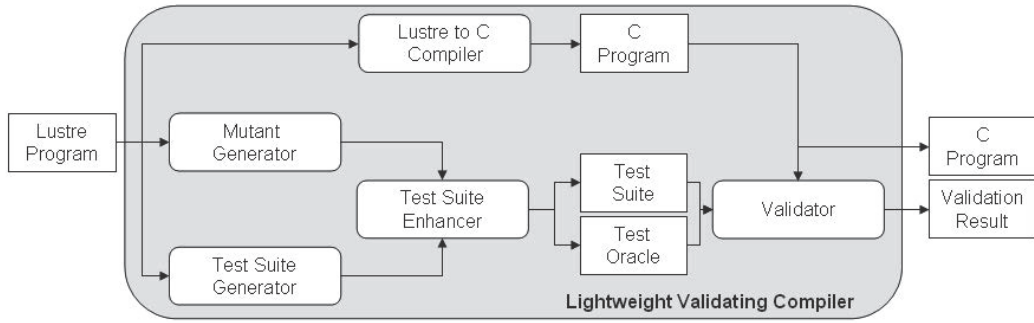 Lustre to C
Compiler
C
Program
Lustre
Program
Mutant
Generator
C
Program
Test Suite
Enhancer
Test
Suite
Test
Oracle
Validator
Validation
Result
Test Suite
Generator
Lightweight Validating Compiler